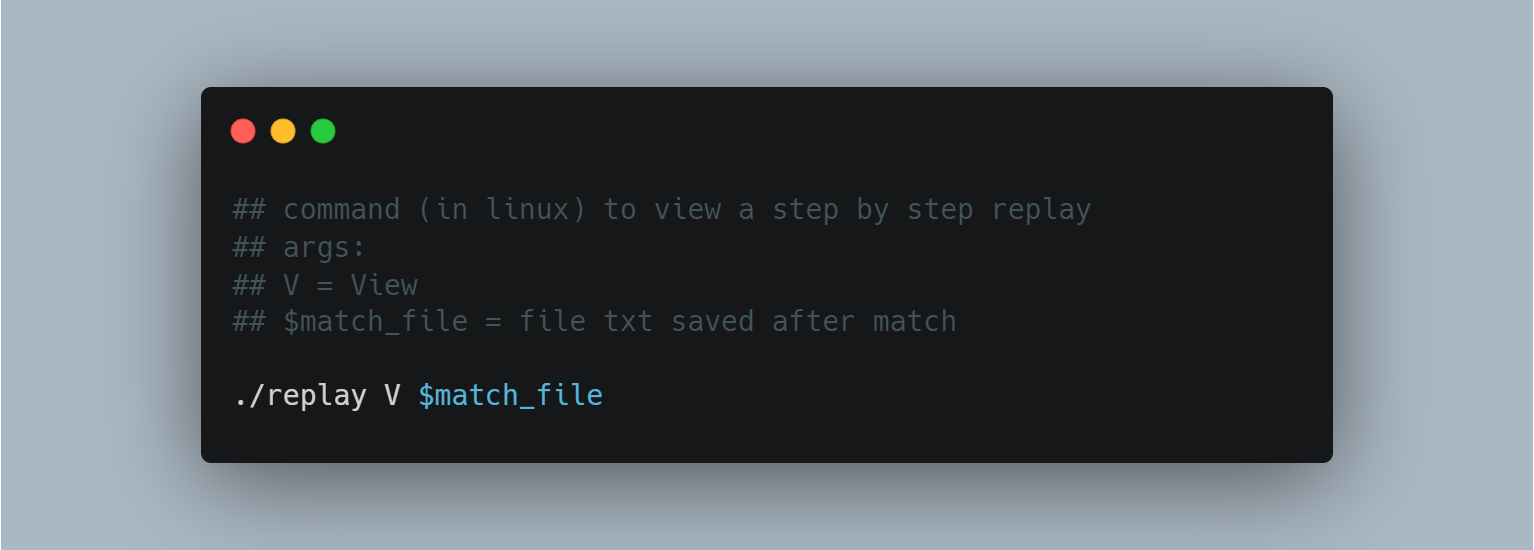 ## command (in linux) to view a step by step replay
## args:
## V = View
## $match_file = file txt saved after match
./replay V $match_file